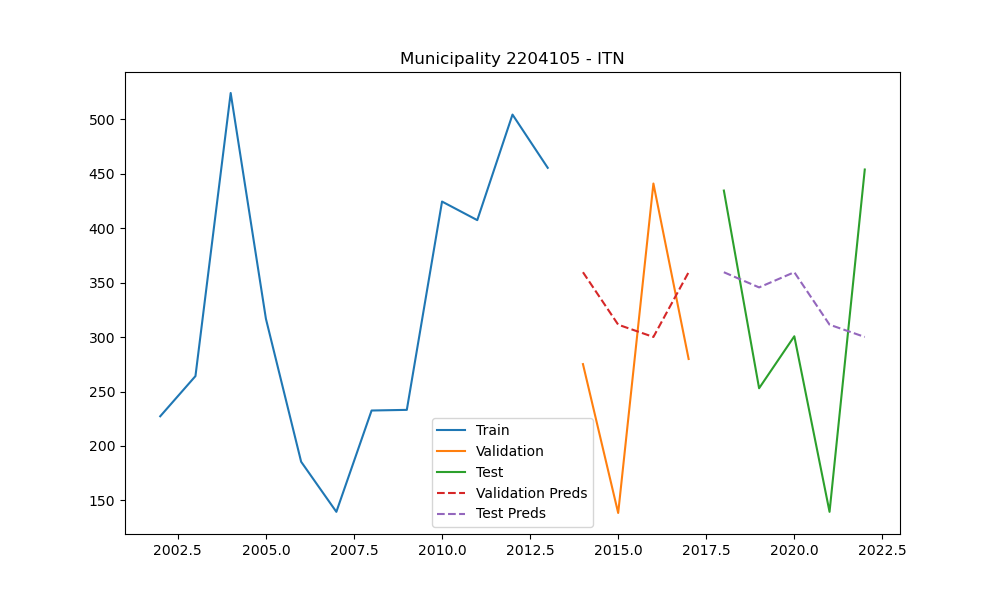 Municipality 2204105 - ITN
500
450
400
350
300
250
200
150
Train
Validation
Test
Validation Preds
Test Preds
2002.5 2005.0 2007.5 2010.0 2012.5 2015.0 2017.5 2020.0 2022.5